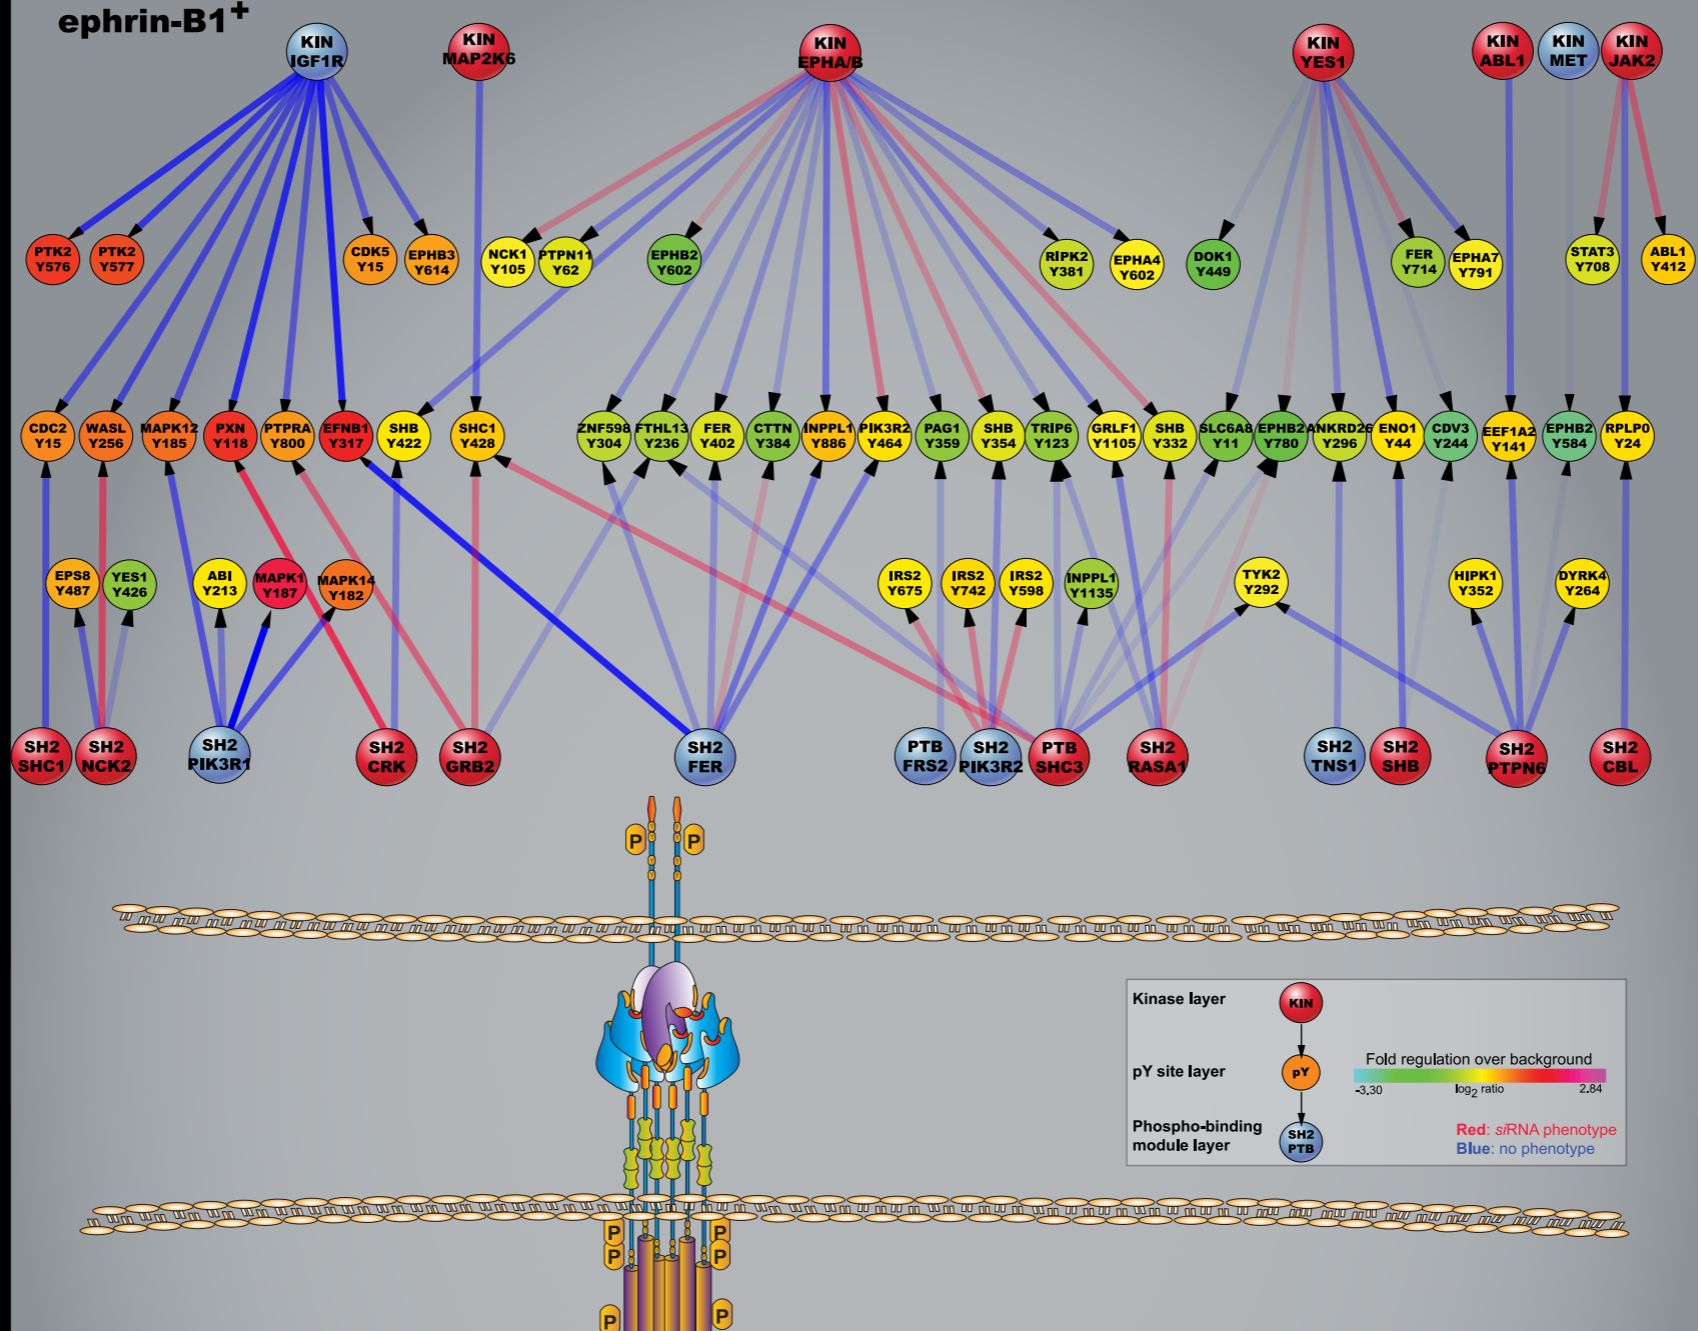 ephrin-B1+
KIN
IGF1R
KIN
MAP2K6
KIN
EPHA/B
KIN
YES1
KIN
ABL1
KIN
MET
KIN
JAK2
PTK2
Y576
PTK2
Y577
CDK5
Y15
EPHB3
Y614
NCK1
Y105
PTPN11
Y62
EPHB2
Y602
RIPK2
Y381
EPHA4
Y602
DOK1
Y449
FER
Y714
EPHA7
Y791
STAT3
Y708
ABL1
Y412
CDC2
Y15
WASL
Y256
MAPK12
Y185
PXN
Y118
PTPRA
Y800
EFNB1
Y317
SHB
Y422
SHC1
Y428
ZNF598
Y304
FTHL13
Y236
FER
Y402
CTTN
Y384
INPPL1
Y886
PIK3R2
Y464
PAG1
Y359
SHB
Y354
TRIP6
Y123
GRLF1
Y1105
SHB
Y332
SLC6A8
Y11
EPHB2
Y780
ANKRD26
Y296
ENO1
Y44
CDV3
Y244
EEF1A2
Y141
EPHB2
Y584
RPLP0
Y24
EPS8
Y487
YES1
Y426
ABI
Y213
MAPK1
Y187
MAPK14
Y182
IRS2
Y675
IRS2
Y742
IRS2
Y598
INPPL1
Y1135
TYK2
Y292
HIPK1
Y352
DYRK4
Y264
SH2
SHC1
SH2
NCK2
SH2
PIK3R1
SH2
CRK
SH2
GRB2
SH2
FER
PTB
FRS2
SH2
PIK3R2
PTB
SHC3
SH2
RASA1
SH2
TNS1
SH2
SHB
SH2
PTPN6
SH2
CBL
P
P
Kinase layer
KIN
pY site layer
pY
Fold regulation over background
-3.30
log2 ratio
2.84
Phospho-binding
module layer
SH2
PTB
Red: siRNA phenotype
Blue: no phenotype
P
P
P
P
P
P